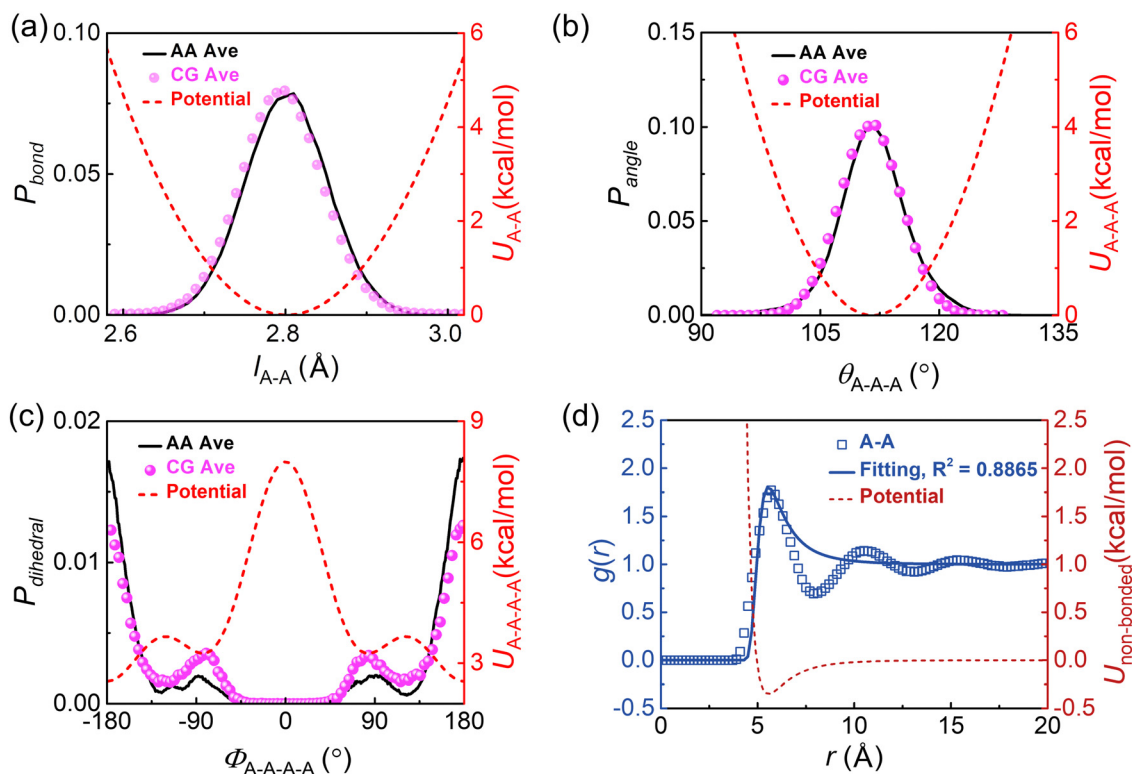 (a)
0.10
0.05
0.00
P_bond
AA Ave
CG Ave
Potential
6
4
2
0
U_A-A(kcal/mol)
2.6
2.8
3.0
l_A-A (Å)
(b)
0.15
0.10
0.05
0.00
P_angle
AA Ave
CG Ave
Potential
6
4
2
0
U_A-A-A(kcal/mol)
90
105
120
135
θ_A-A-A (°)
(c)
0.02
0.01
0.00
P_dihedral
AA Ave
CG Ave
Potential
9
6
3
U_A-A-A-A(kcal/mol)
-180
-90
0
90
180
Φ_A-A-A-A (°)
(d)
2.5
2.0
1.5
1.0
0.5
0.0
-0.5
g(r)
A-A
Fitting, R² = 0.8865
Potential
2.5
2.0
1.5
1.0
0.5
0.0
-0.5
U_non-bonded(kcal/mol)
0
5
10
15
20
r (Å)